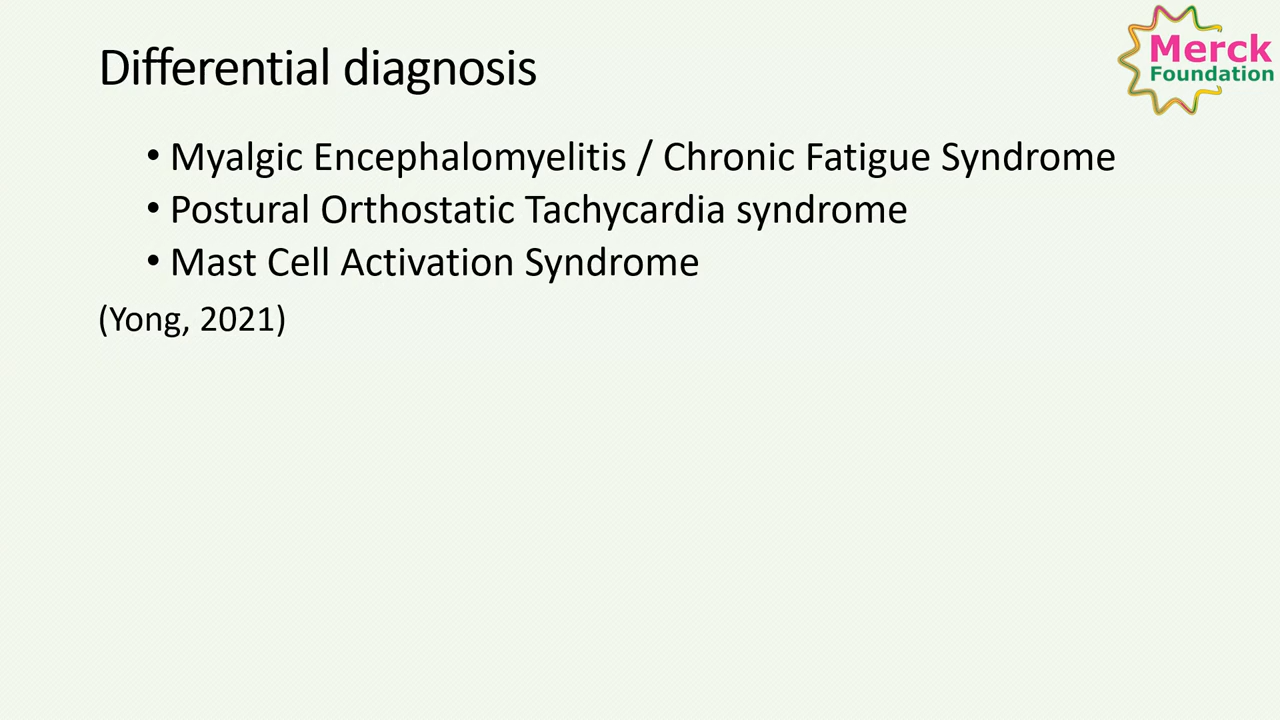 Differential diagnosis
Merck
Foundation
• Myalgic Encephalomyelitis / Chronic Fatigue Syndrome
• Postural Orthostatic Tachycardia syndrome
• Mast Cell Activation Syndrome
(Yong, 2021)